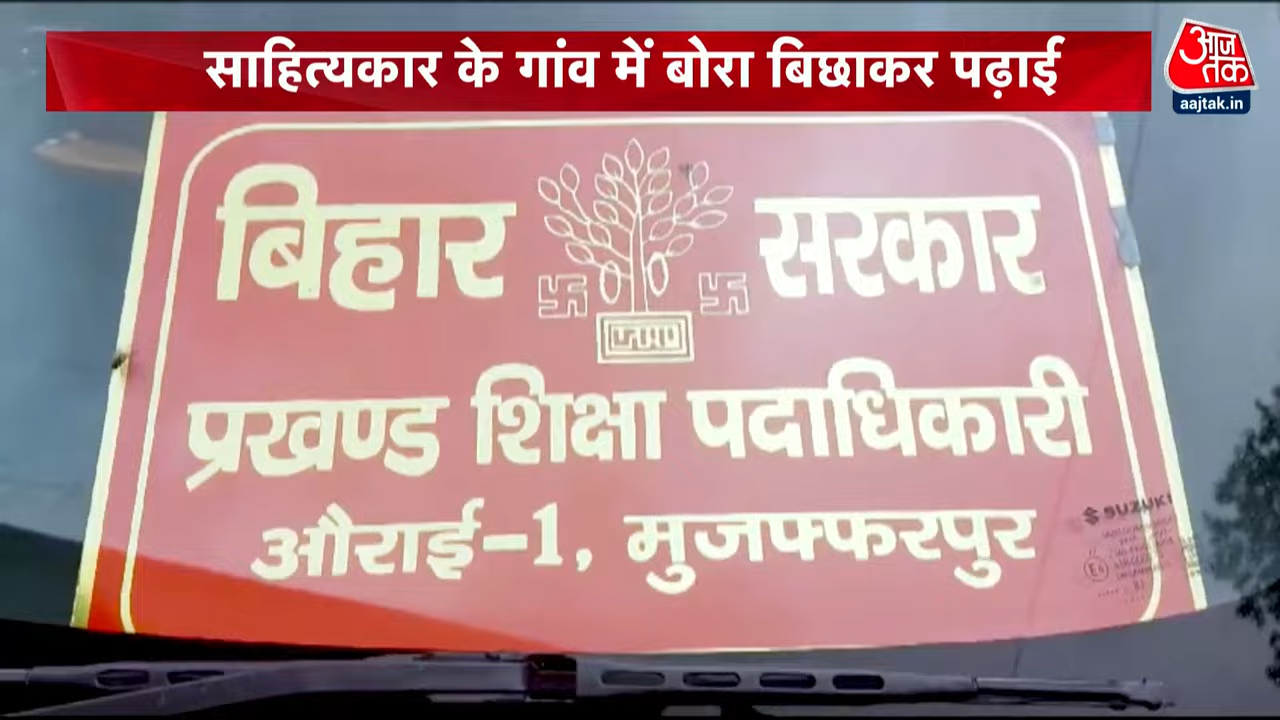 साहित्यकार के गांव में बोरा बिछाकर पढ़ाई
आज
तक
aajtak.in
बिहार सरकार
प्रखण्ड शिक्षा पदाधिकारी
औराई-1, मुजफ्फरपुर
SUZUKI